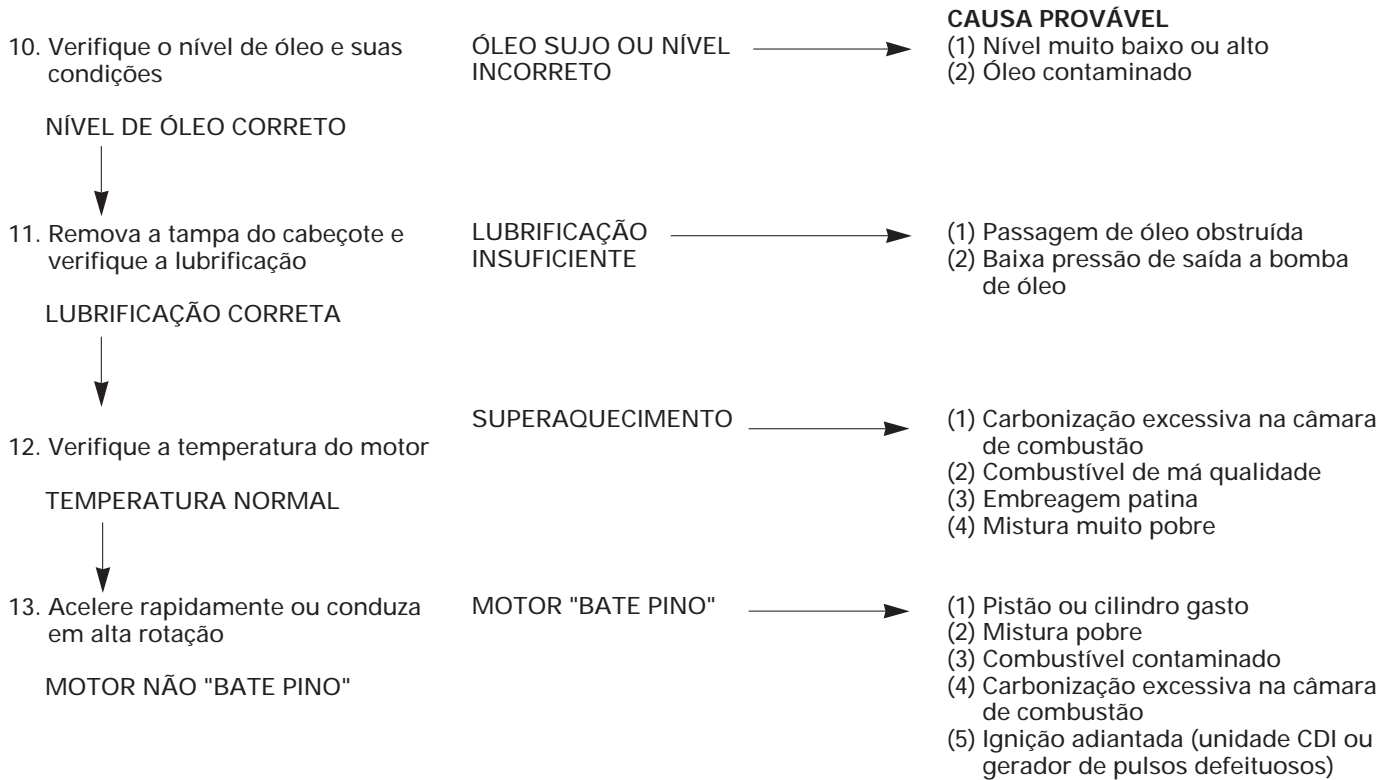 CAUSA PROVÁVEL
10. Verifique o nível de óleo e suas
condições
ÓLEO SUJO OU NÍVEL
INCORRETO
(1) Nível muito baixo ou alto
(2) Óleo contaminado
NÍVEL DE ÓLEO CORRETO
11. Remova a tampa do cabeçote e
verifique a lubrificação
LUBRIFICAÇÃO
INSUFICIENTE
(1) Passagem de óleo obstruída
(2) Baixa pressão de saída a bomba
de óleo
LUBRIFICAÇÃO CORRETA
12. Verifique a temperatura do motor
SUPERAQUECIMENTO
(1) Carbonização excessiva na câmara
de combustão
(2) Combustível de má qualidade
(3) Embreagem patina
(4) Mistura muito pobre
TEMPERATURA NORMAL
13. Acelere rapidamente ou conduza
em alta rotação
MOTOR "BATE PINO"
(1) Pistão ou cilindro gasto
(2) Mistura pobre
(3) Combustível contaminado
(4) Carbonização excessiva na câmara
de combustão
(5) Ignição adiantada (unidade CDI ou
gerador de pulsos defeituosos)
MOTOR NÃO "BATE PINO"